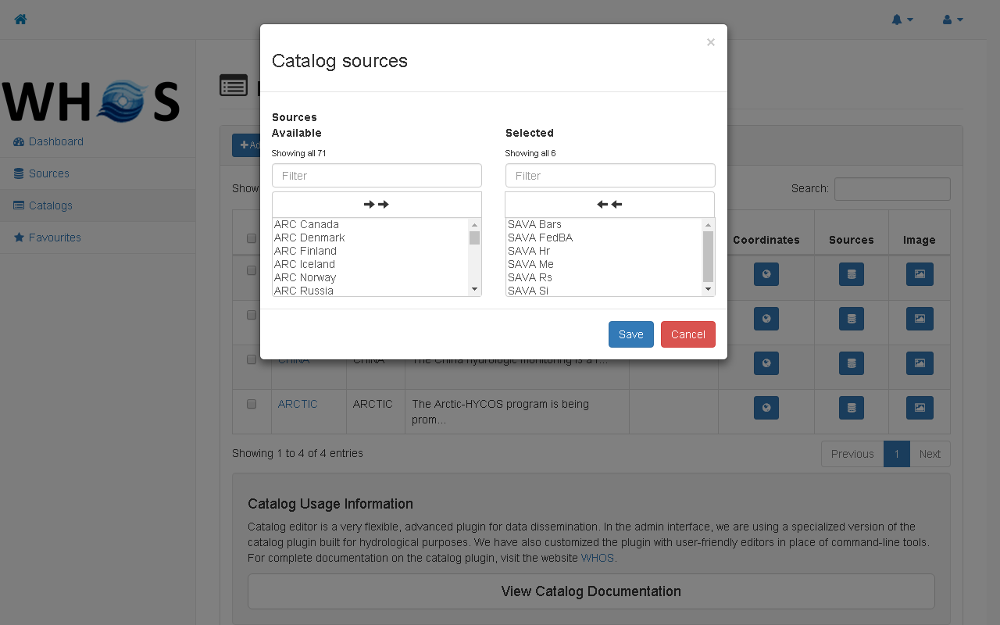 ×
Catalog sources
WHOS
Dashboard
Sources
Catalogs
Favourites
Sources
Available
Selected
Showing all 71
Showing all 6
Filter
Filter
ARC Canada
ARC Denmark
ARC Finland
ARC Iceland
ARC Norway
ARC Russia
SAVA Bars
SAVA FedBA
SAVA Hr
SAVA Me
SAVA Rs
SAVA Si
Save
Cancel
Show
Search:
Coordinates
Sources
Image
CHINA
CHINA
The China hydrologic monitoring is a r...
ARCTIC
ARCTIC
The Arctic-HYCOS program is being
prom...
Showing 1 to 4 of 4 entries
Previous
1
Next
Catalog Usage Information
Catalog editor is a very flexible, advanced plugin for data dissemination. In the admin interface, we are using a specialized version of the
catalog plugin built for hydrological purposes. We have also customized the plugin with user-friendly editors in place of command-line tools.
For complete documentation on the catalog plugin, visit the website WHOS.
View Catalog Documentation